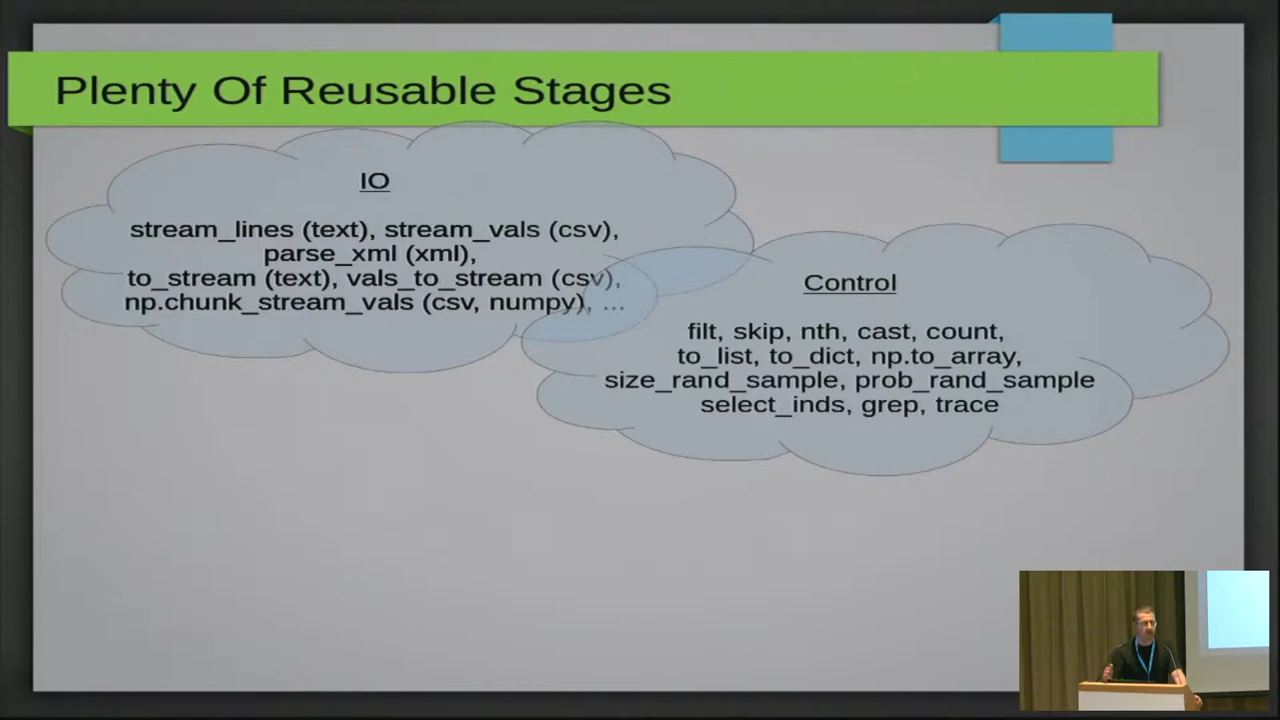 Plenty Of Reusable Stages
IO
stream_lines (text), stream_vals (csv),
parse_xml (xml),
to_stream (text), vals_to_stream (csv),
np.chunk_stream_vals (csv, numpy), ...
Control
filt, skip, nth, cast, count,
to_list, to_dict, np.to_array,
size_rand_sample, prob_rand_sample
select_inds, grep, trace